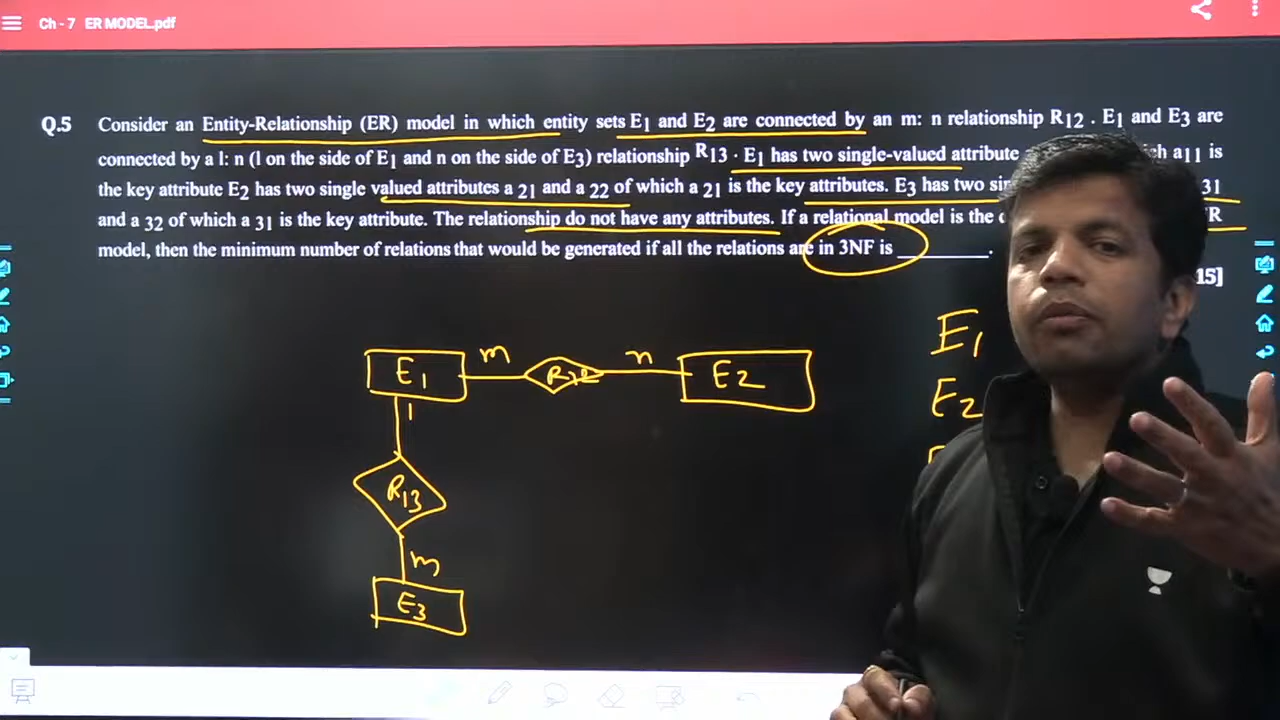 Ch - 7 ER MODEL.pdf
Q.5 Consider an Entity-Relationship (ER) model in which entity sets E1 and E2 are connected by an m: n relationship R12 . E1 and E3 are
connected by a l: n (l on the side of E1 and n on the side of E3) relationship R13 . E1 has two single-valued attribute a11 is
the key attribute E2 has two single valued attributes a 21 and a 22 of which a 21 is the key attributes. E3 has two 31
and a 32 of which a 31 is the key attribute. The relationship do not have any attributes. If a relational model is the
model, then the minimum number of relations that would be generated if all the relations are in 3NF is ________.
15]
E1
E1 m R12 n E2
E2
1
R13
m
E3